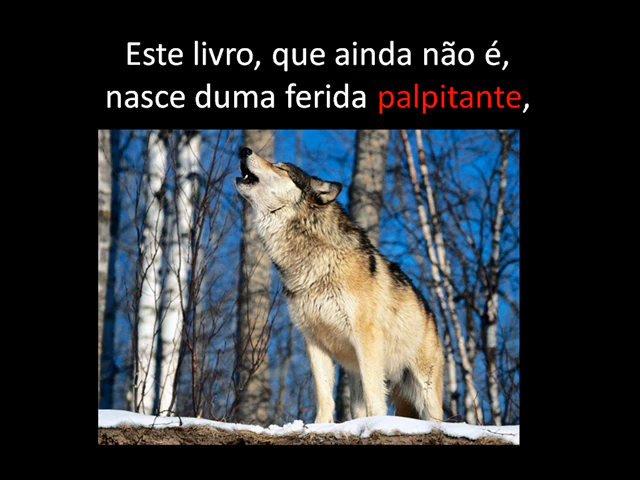 Este livro, que ainda não é,
nasce duma ferida palpitante,